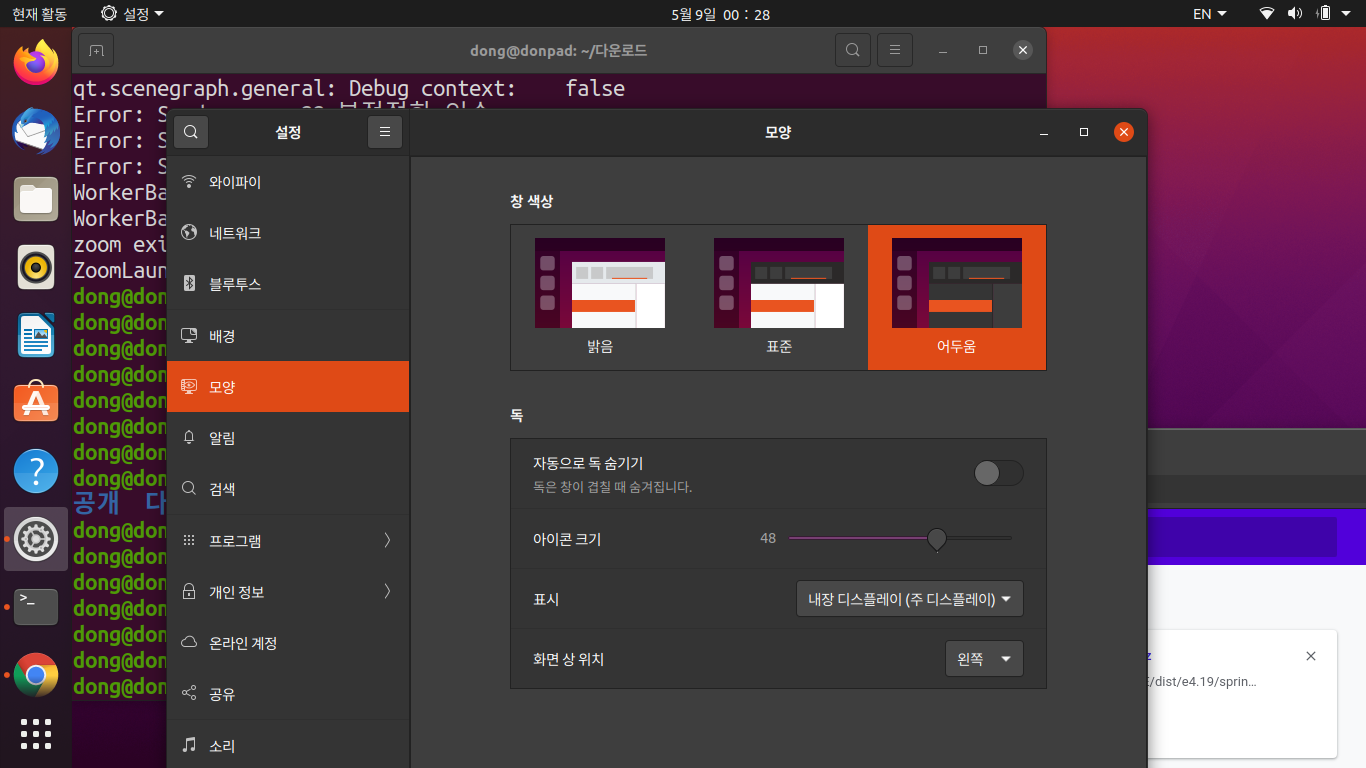 현재 활동
설정
5월 9일 00 : 28
EN
dong@donpad: ~/다운로드
qt.scenegraph.general: Debug context: false
Error: S
Error: S
Error: S
WorkerBa
WorkerBa
zoom exi
ZoomLaun
dong@don
dong@don
dong@don
dong@don
dong@don
dong@don
dong@don
dong@don
공개 다
dong@don
dong@don
dong@don
dong@don
dong@don
dong@don
dong@don
설정
모양
와이파이
네트워크
블루투스
배경
모양
알림
검색
프로그램
개인 정보
온라인 계정
공유
소리
창 색상
밝음
표준
어두움
독
자동으로 독 숨기기
독은 창이 겹칠 때 숨겨집니다.
아이콘 크기
48
표시
내장 디스플레이 (주 디스플레이)
화면 상 위치
왼쪽
z
E/dist/e4.19/sprin…